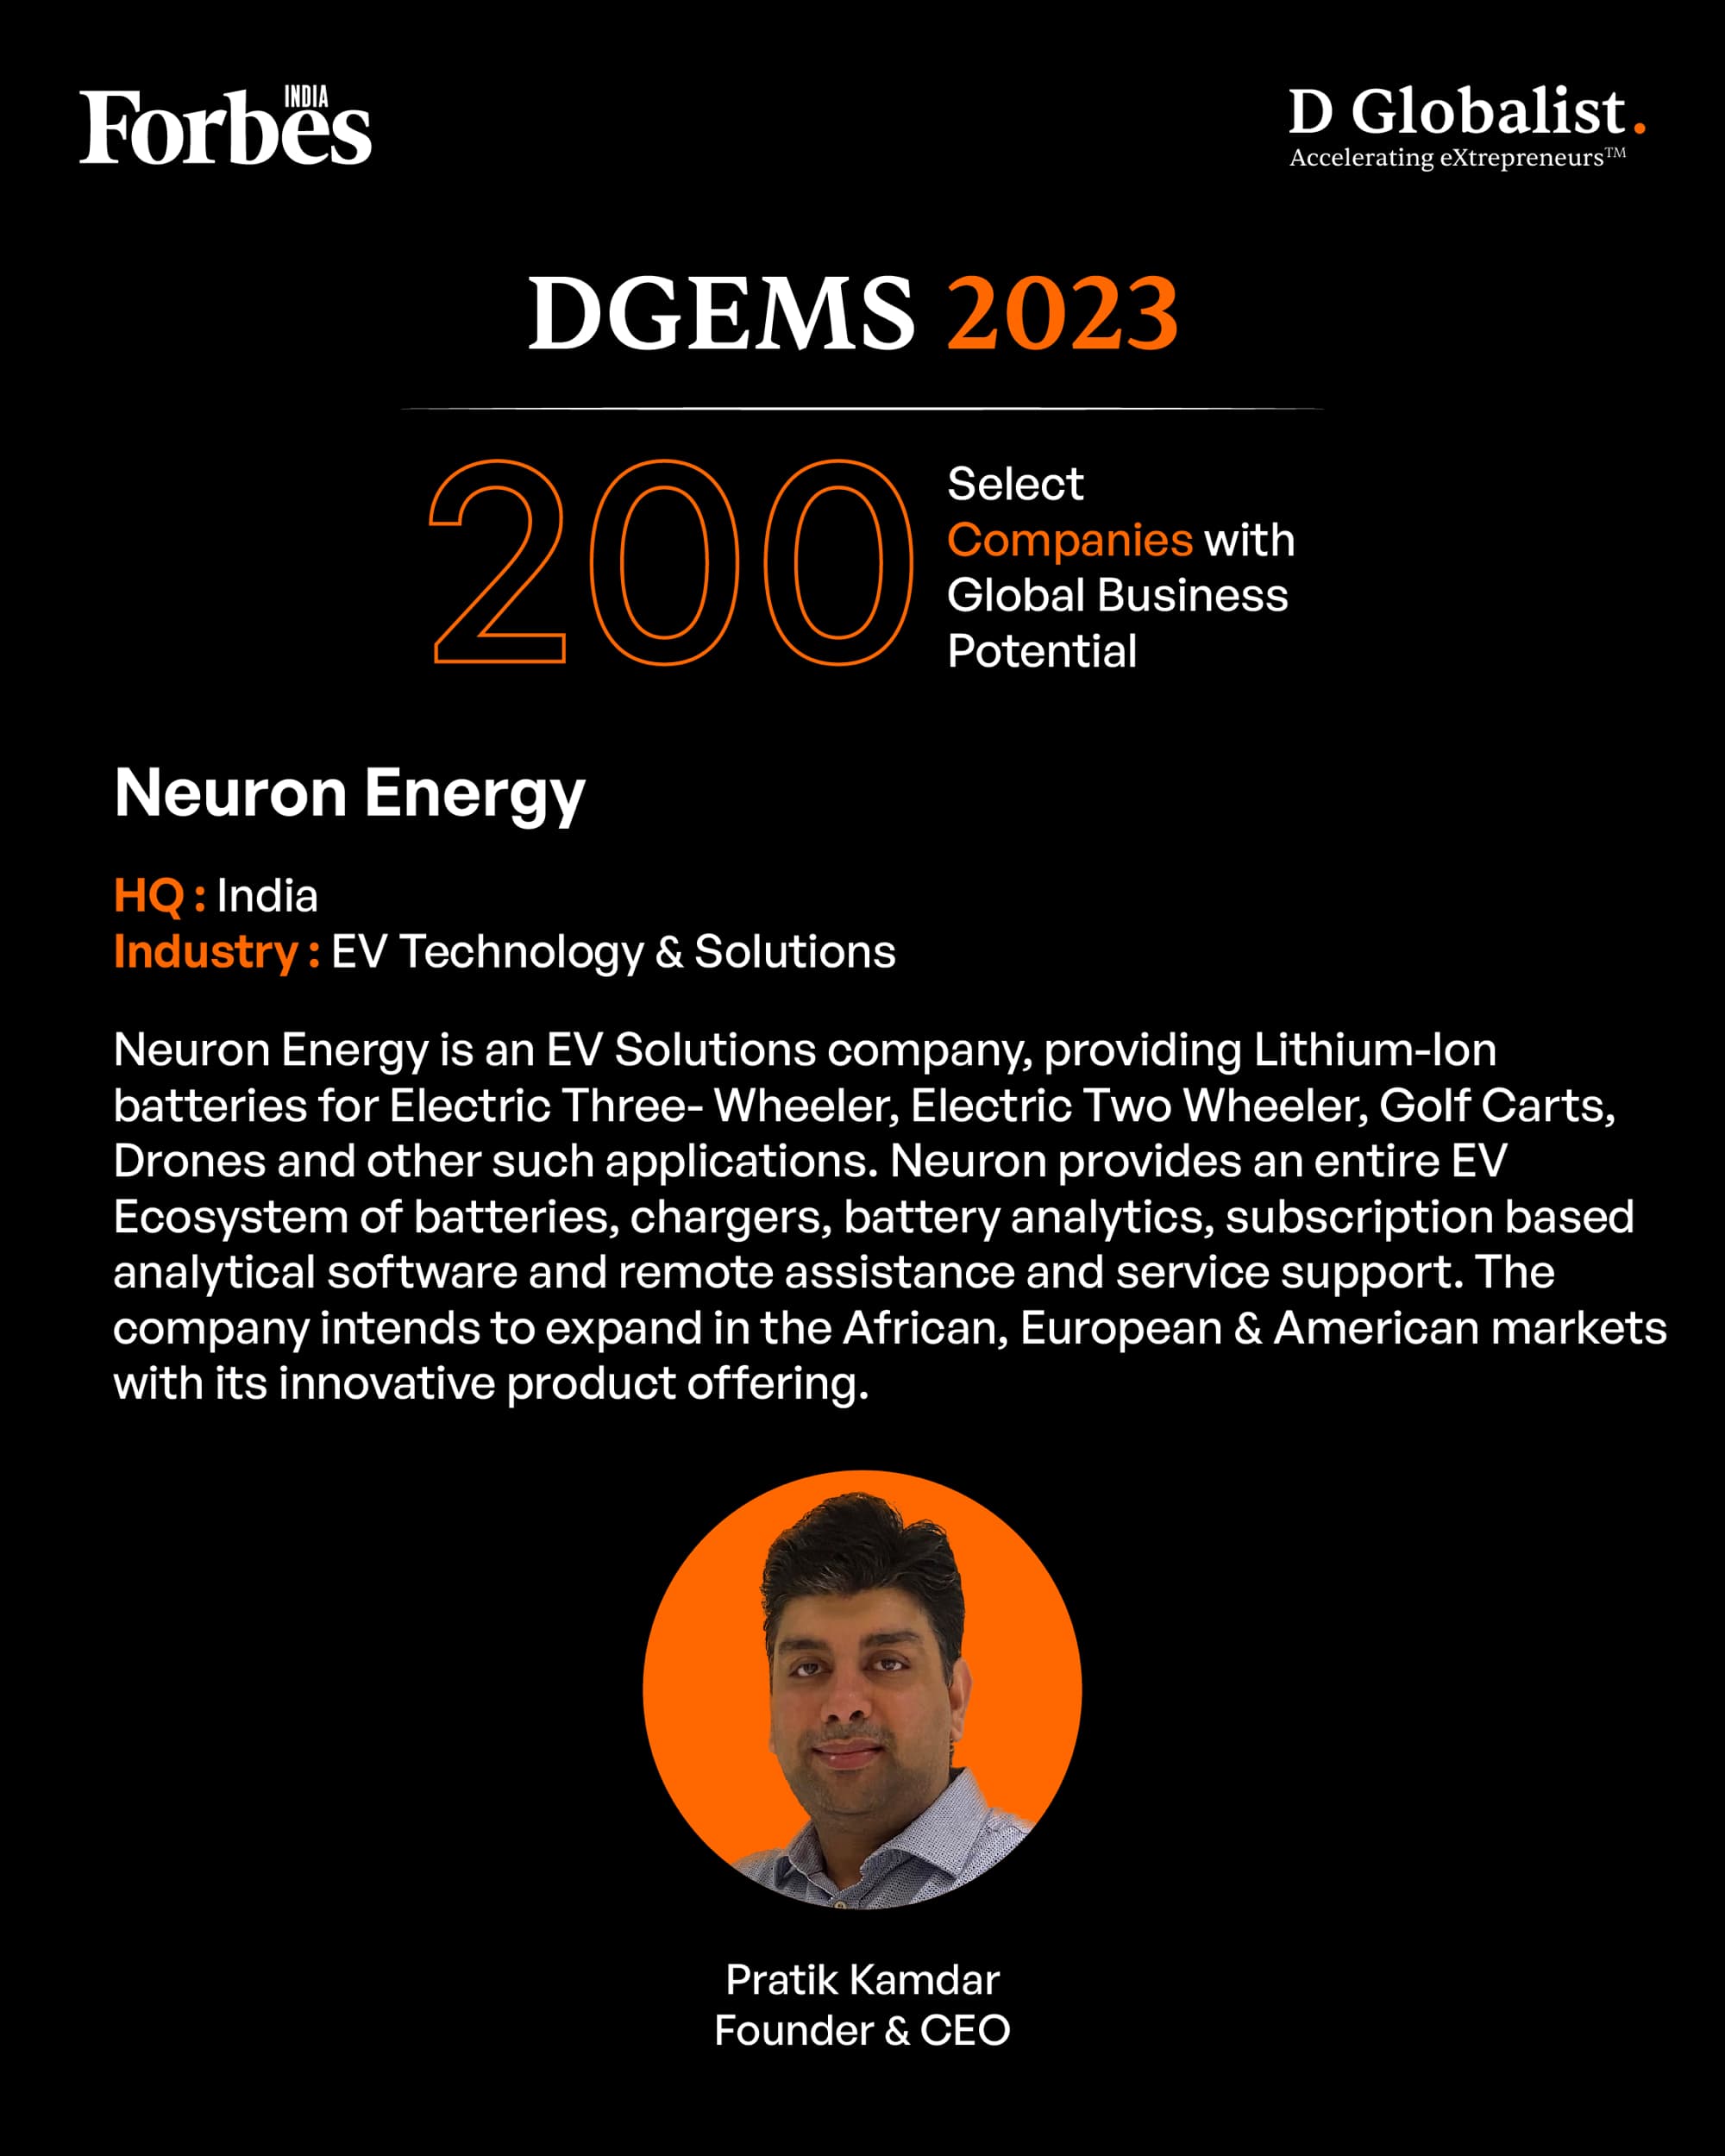 Forbes
INDIA
D Globalist.
Accelerating eXtrepreneurs™
DGEMS 2023
200
Select
Companies with
Global Business
Potential
Neuron Energy
HQ : India
Industry : EV Technology & Solutions
Neuron Energy is an EV Solutions company, providing Lithium-Ion
batteries for Electric Three- Wheeler, Electric Two Wheeler, Golf Carts,
Drones and other such applications. Neuron provides an entire EV
Ecosystem of batteries, chargers, battery analytics, subscription based
analytical software and remote assistance and service support. The
company intends to expand in the African, European & American markets
with its innovative product offering.
Pratik Kamdar
Founder & CEO